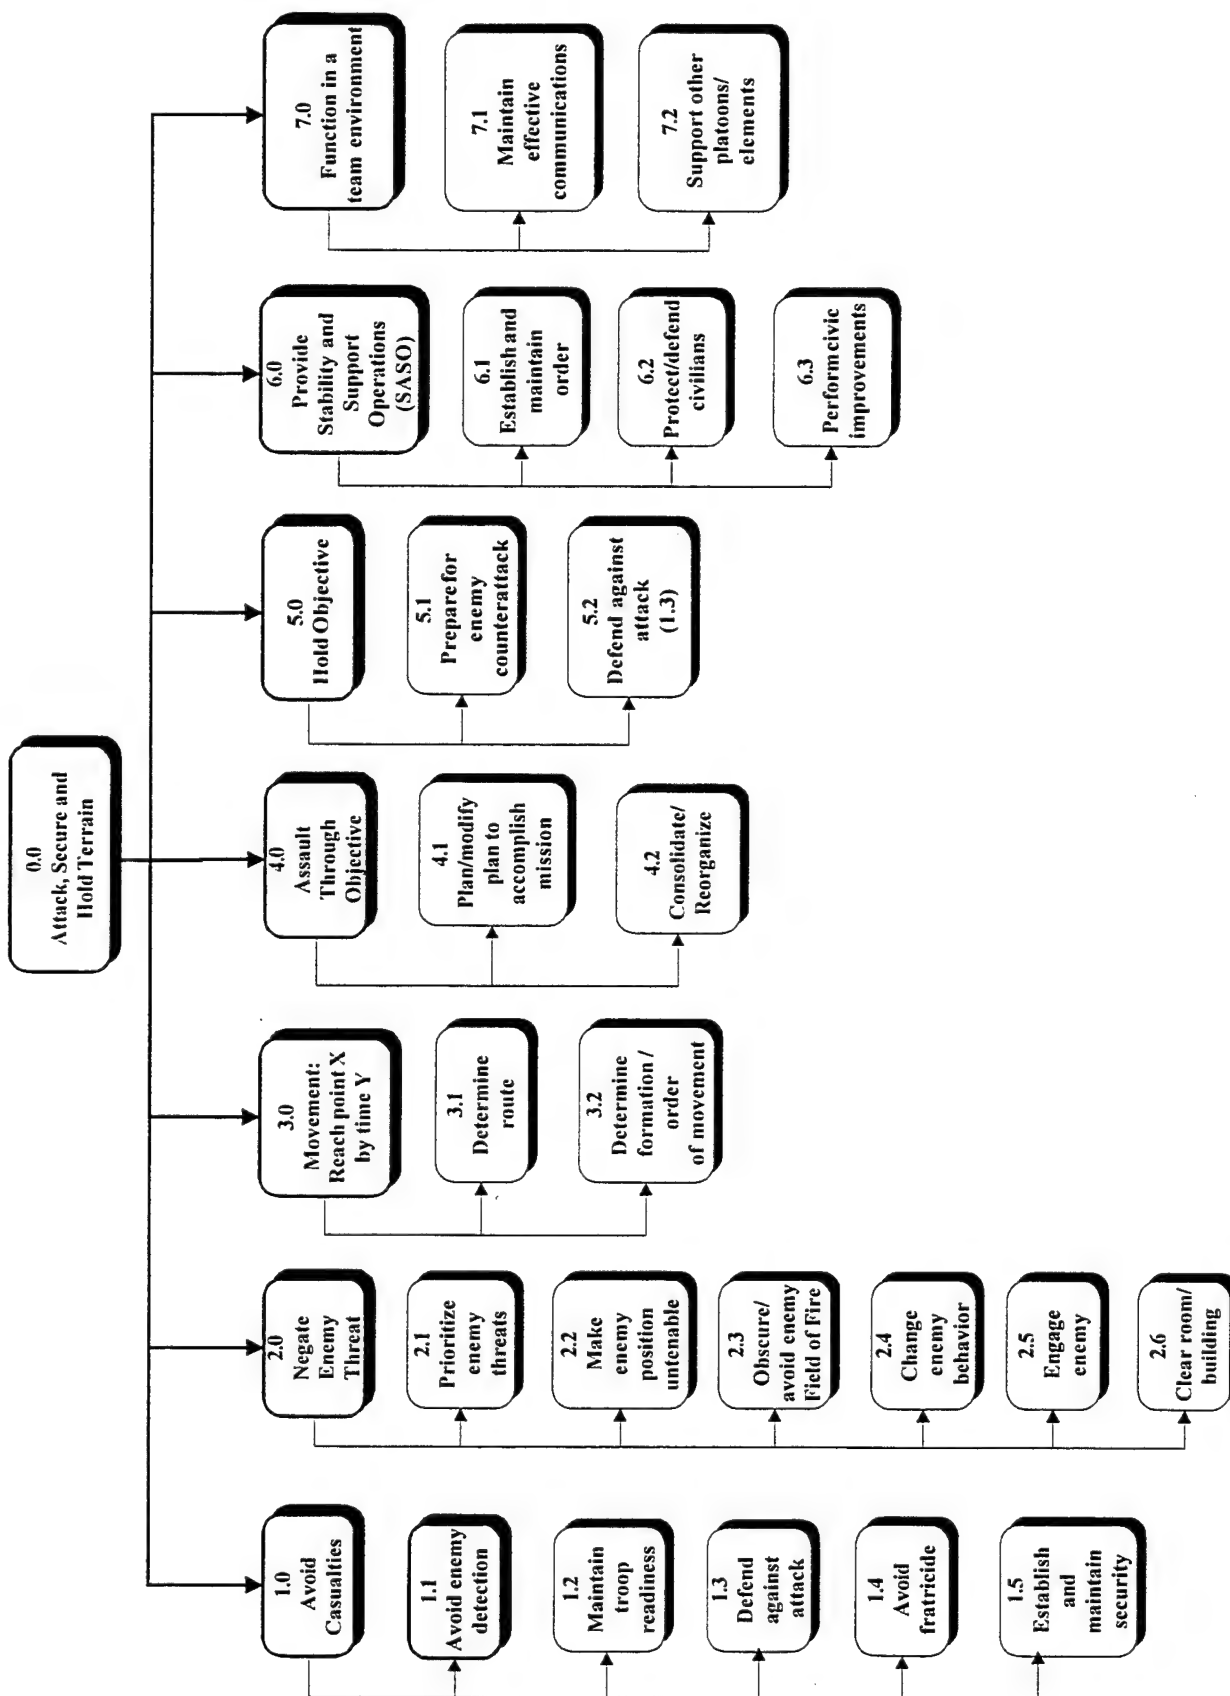 0.0
Attack, Secure and
Hold Terrain
1.0
Avoid
Casualties
1.1
Avoid enemy
detection
1.2
Maintain
troop
readiness
1.3
Defend
against
attack
1.4
Avoid
fratricide
1.5
Establish
and
maintain
security
2.0
Negate
Enemy
Threat
2.1
Prioritize
enemy
threats
2.2
Make
enemy
position
untenable
2.3
Obscure/
avoid enemy
Field of Fire
2.4
Change
enemy
behavior
2.5
Engage
enemy
2.6
Clear room/
building
3.0
Movement:
Reach point X
by time Y
3.1
Determine
route
3.2
Determine
formation /
order
of movement
4.0
Assault
Through
Objective
4.1
Plan/modify
plan to
accomplish
mission
4.2
Consolidate/
Reorganize
5.0
Hold Objective
5.1
Prepare for
enemy
counterattack
5.2
Defend against
attack
(1.3)
6.0
Provide
Stability and
Support
Operations
(SASO)
6.1
Establish and
maintain
order
6.2
Protect/defend
civilians
6.3
Perform civic
improvements
7.0
Function in a
team environment
7.1
Maintain
effective
communications
7.2
Support other
platoons/
elements